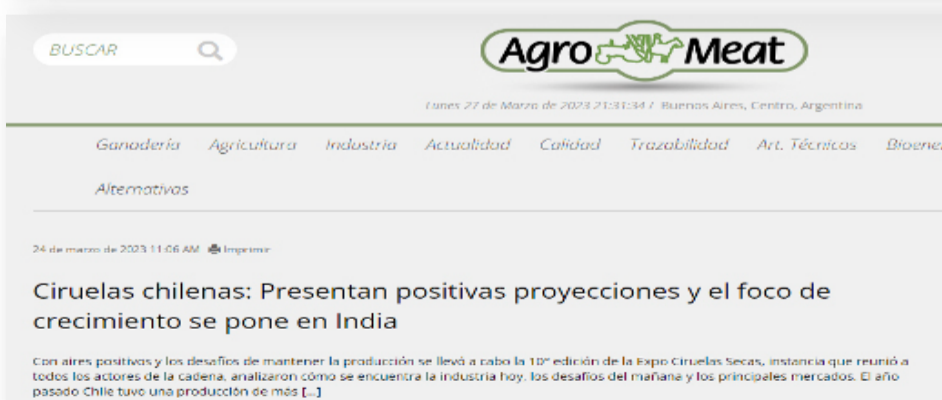 BUSCAR
Agro Meat
Lunes 27 de Marzo de 2023 21:31:34 / Buenos Aires, Centro, Argentina
Ganadería Agricultura Industria Actualidad Calidad Trazabilidad Art. Técnicos Bioene
Alternativas
24 de marzo de 2023 11:06 AM Imprimir
Ciruelas chilenas: Presentan positivas proyecciones y el foco de
crecimiento se pone en India
Con aires positivos y los desafíos de mantener la producción se llevó a cabo la 10° edición de la Expo Ciruelas Secas, instancia que reunió a
todos los actores de la cadena, analizaron cómo se encuentra la industria hoy, los desafíos del mañana y los principales mercados. El año
pasado Chile tuvo una producción de más [...]